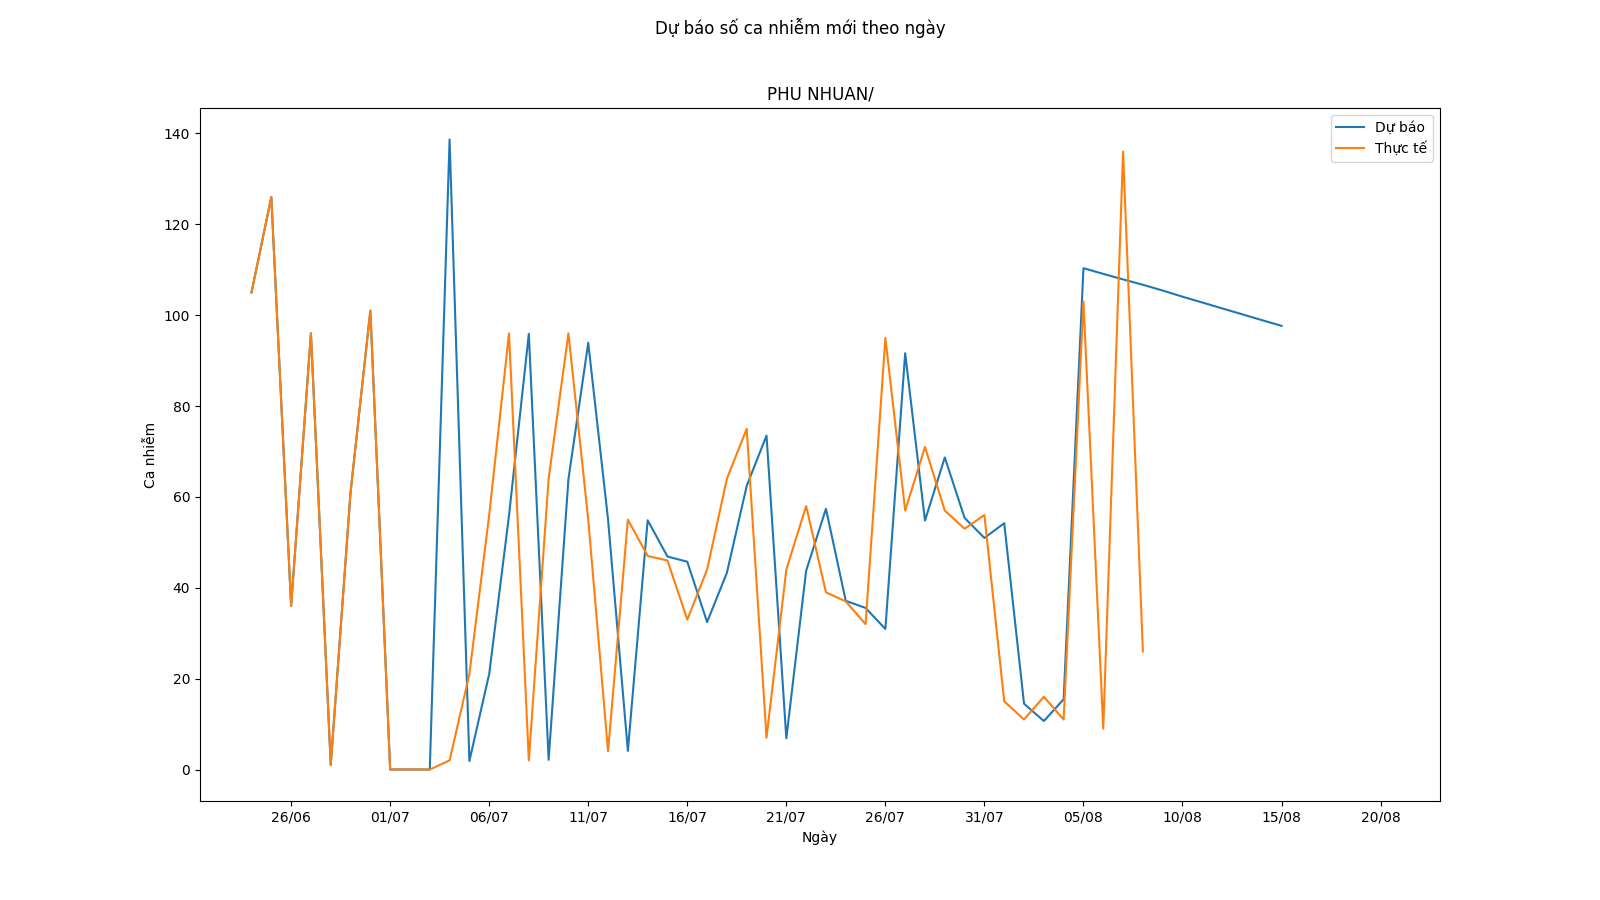 Dự báo số ca nhiễm mới theo ngày
PHU NHUAN/
Dự báo
Thực tế
140
120
100
80
60
40
20
0
Ca nhiễm
26/06 01/07 06/07 11/07 16/07 21/07 26/07 31/07 05/08 10/08 15/08 20/08
Ngày